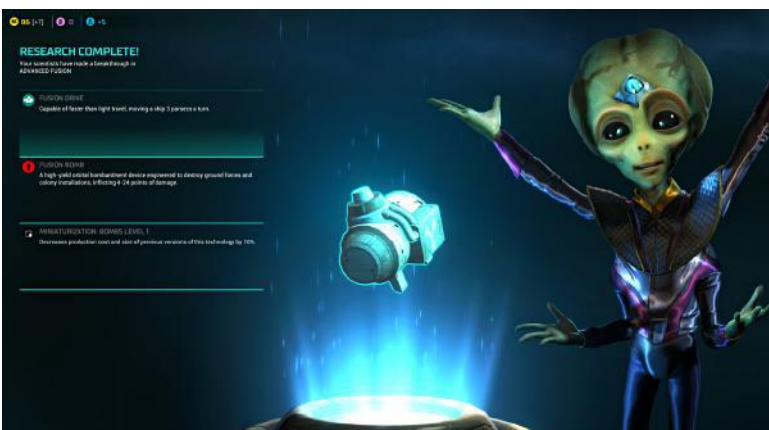 86 (+7) 0 +5
RESEARCH COMPLETE!
Your scientists have made a breakthrough in
ADVANCED FUSION
FUSION DRIVE
Capable of faster than light travel, moving a ship 3 parsecs a turn.
FUSION BOMB
A high-yield orbital bombardment device engineered to destroy ground forces and
colony installations, inflicting 4-24 points of damage.
MINIATURIZATION: BOMBS LEVEL 1
Decreases production cost and size of previous versions of this technology by 10%.